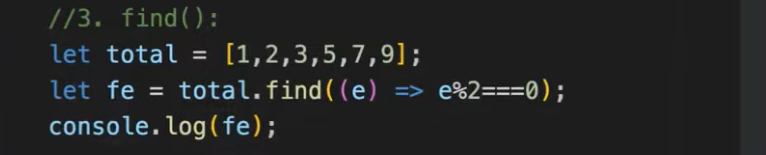 //3. find():
let total = [1,2,3,5,7,9];
let fe = total.find((e) => e%2===0);
console.log(fe);